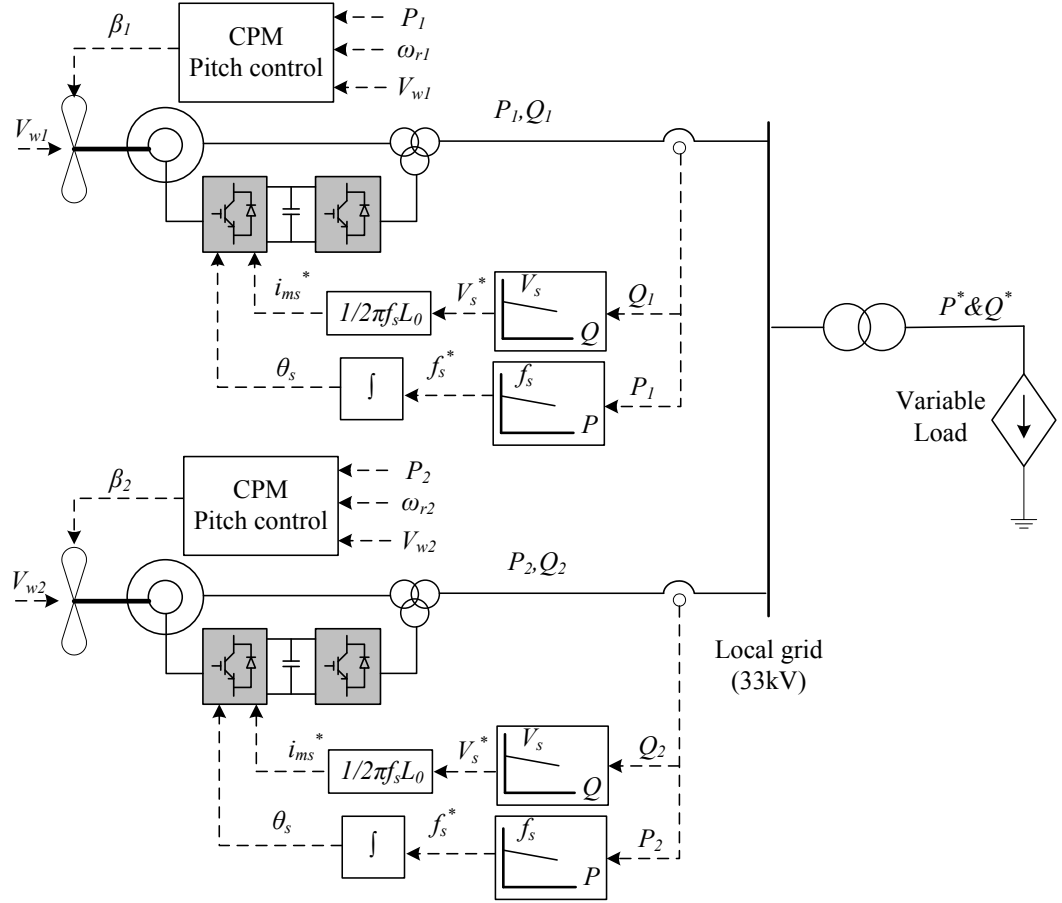 β1
CPM
Pitch control
P1
ωr1
Vw1
Vw1
P1,Q1
ims*
1/2πfsL0
Vs*
Vs
Q
Q1
θs
∫
fs*
fs
P
P1
P*&Q*
Variable
Load
β2
CPM
Pitch control
P2
ωr2
Vw2
Vw2
P2,Q2
Local grid
(33kV)
ims*
1/2πfsL0
Vs*
Vs
Q
Q2
θs
∫
fs*
fs
P
P2